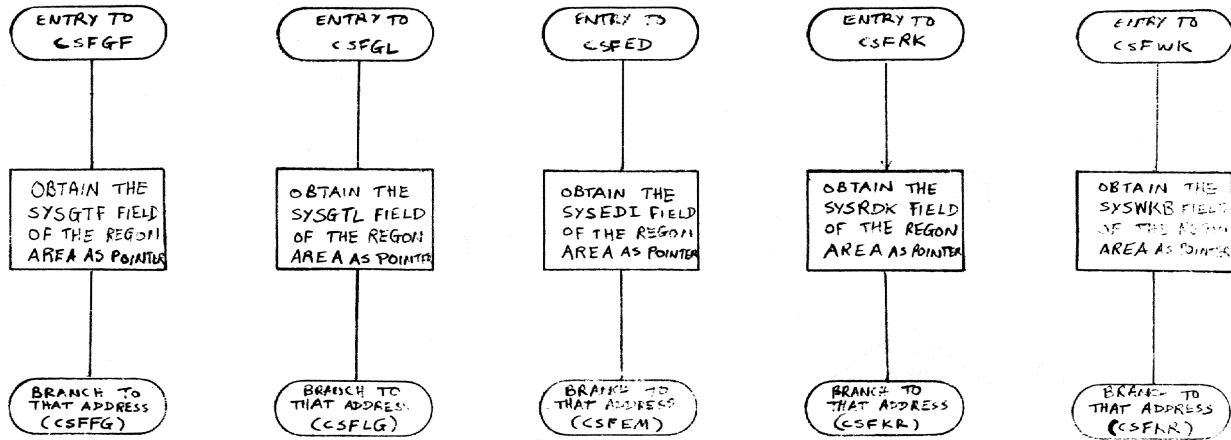 ENTRY TO
CSFGF
OBTAIN THE
SYSGTF FIELD
OF THE REGON
AREA AS POINTER
BRANCH TO
THAT ADDRESS
(CSFFG)
ENTRY TO
CSFGL
OBTAIN THE
SYSGTL FIELD
OF THE REGON
AREA AS POINTER
BRANCH TO
THAT ADDRESS
(CSFLG)
ENTRY TO
CSFED
OBTAIN THE
SYSEDI FIELD
OF THE REGON
AREA AS POINTER
BRANCH TO
THAT ADDRESS
(CSFEM)
ENTRY TO
CSFRK
OBTAIN THE
SYSRDK FIELD
OF THE REGON
AREA AS POINTER
BRANCH TO
THAT ADDRESS
(CSFKR)
ENTRY TO
CSFWK
OBTAIN THE
SYSWKB FIELD
OF THE REGON
AREA AS POINTER
BRANCH TO
THAT ADDRESS